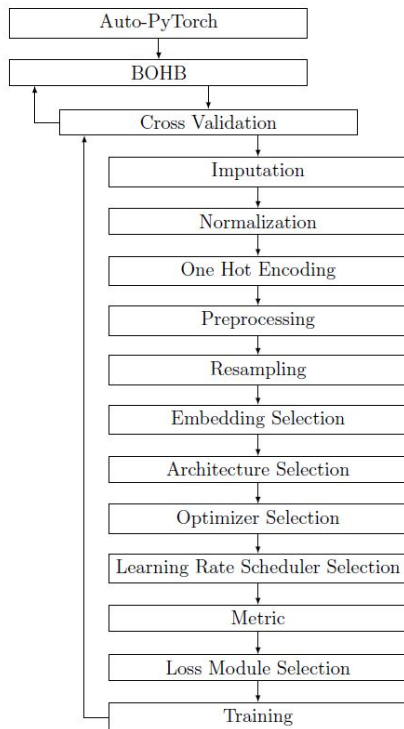 Auto-PyTorch
BOHB
Cross Validation
Imputation
Normalization
One Hot Encoding
Preprocessing
Resampling
Embedding Selection
Architecture Selection
Optimizer Selection
Learning Rate Scheduler Selection
Metric
Loss Module Selection
Training